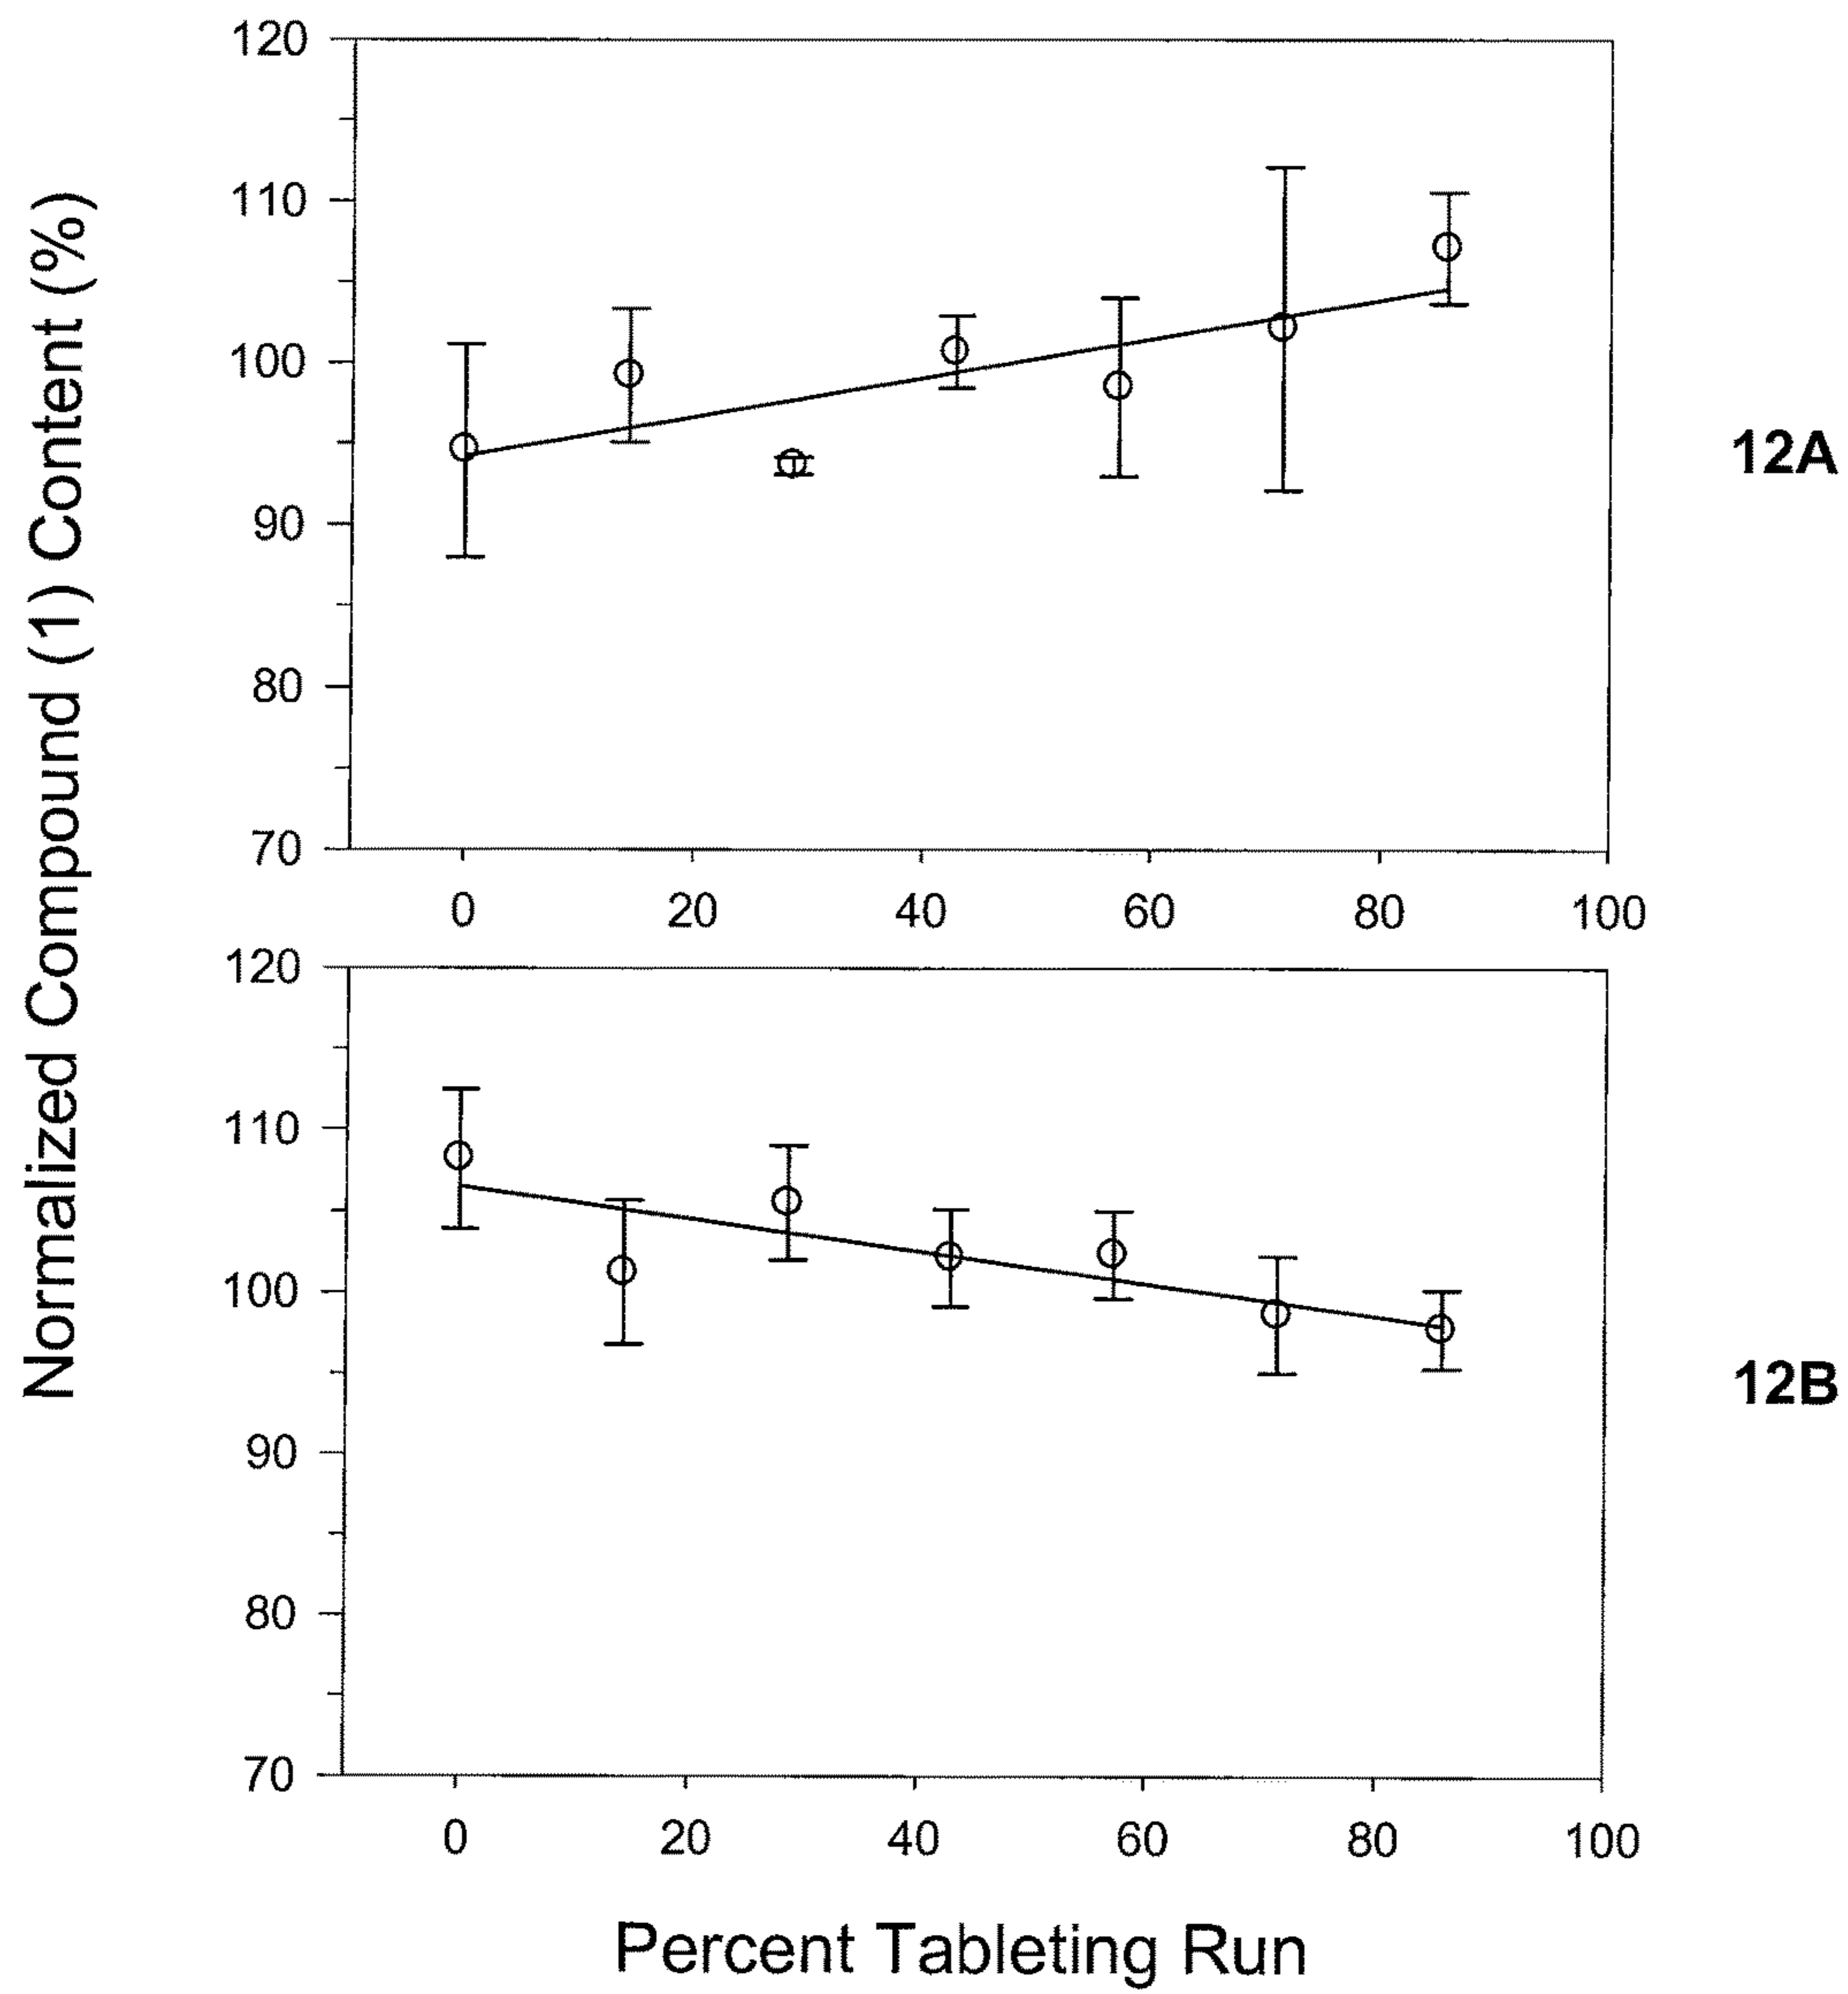 Normalized Compound (1) Content (%)
120
110
100
90
80
70
0 20 40 60 80 100
12A
120
110
100
90
80
70
0 20 40 60 80 100
12B
Percent Tableting Run